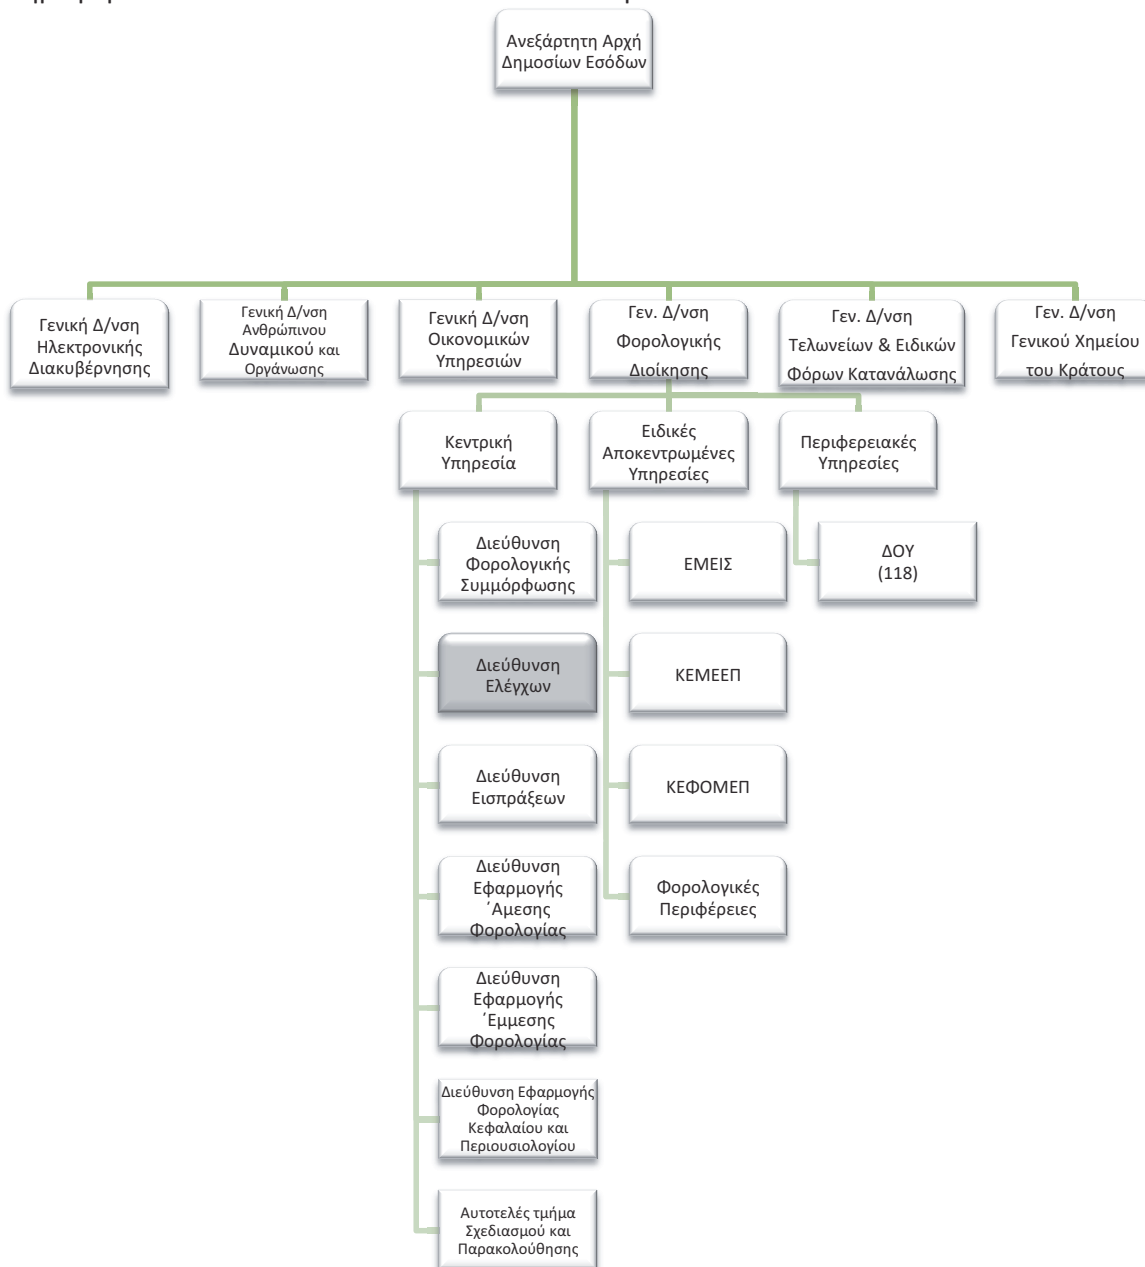 Ανεξάρτητη Αρχή
Δημοσίων Εσόδων
Γενική Δ/νση
Ηλεκτρονικής
Διακυβέρνησης
Γενική Δ/νση
Ανθρώπινου
Δυναμικού και
Οργάνωσης
Γενική Δ/νση
Οικονομικών
Υπηρεσιών
Γεν. Δ/νση
Φορολογικής
Διοίκησης
Γεν. Δ/νση
Τελωνείων & Ειδικών
Φόρων Κατανάλωσης
Γεν. Δ/νση
Γενικού Χημείου
του Κράτους
Κεντρική
Υπηρεσία
Ειδικές
Αποκεντρωμένες
Υπηρεσίες
Περιφερειακές
Υπηρεσίες
Διεύθυνση
Φορολογικής
Συμμόρφωσης
ΕΜΕΙΣ
ΔΟΥ
(118)
Διεύθυνση
Ελέγχων
ΚΕΜΕΕΠ
Διεύθυνση
Εισπράξεων
ΚΕΦΟΜΕΠ
Διεύθυνση
Εφαρμογής
΄Αμεσης
Φορολογίας
Φορολογικές
Περιφέρειες
Διεύθυνση
Εφαρμογής
΄Εμμεσης
Φορολογίας
Διεύθυνση Εφαρμογής
Φορολογίας
Κεφαλαίου και
Περιουσιολογίου
Αυτοτελές τμήμα
Σχεδιασμού και
Παρακολούθησης